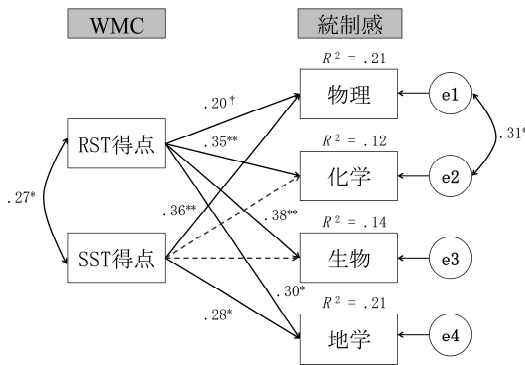 WMC
統制感
R² = .21
物理
e1
.20†
.31*
RST得点
.35**
R² = .12
化学
e2
.27*
.36**
.38**
R² = .14
SST得点
生物
e3
.30*
.28*
R² = .21
地学
e4